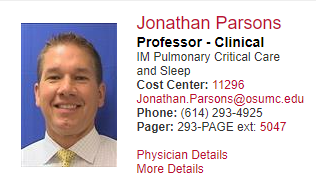 Jonathan Parsons
Professor - Clinical
IM Pulmonary Critical Care
and Sleep
Cost Center: 11296
Jonathan.Parsons@osumc.edu
Phone: (614) 293-4925
Pager: 293-PAGE ext: 5047
Physician Details
More Details